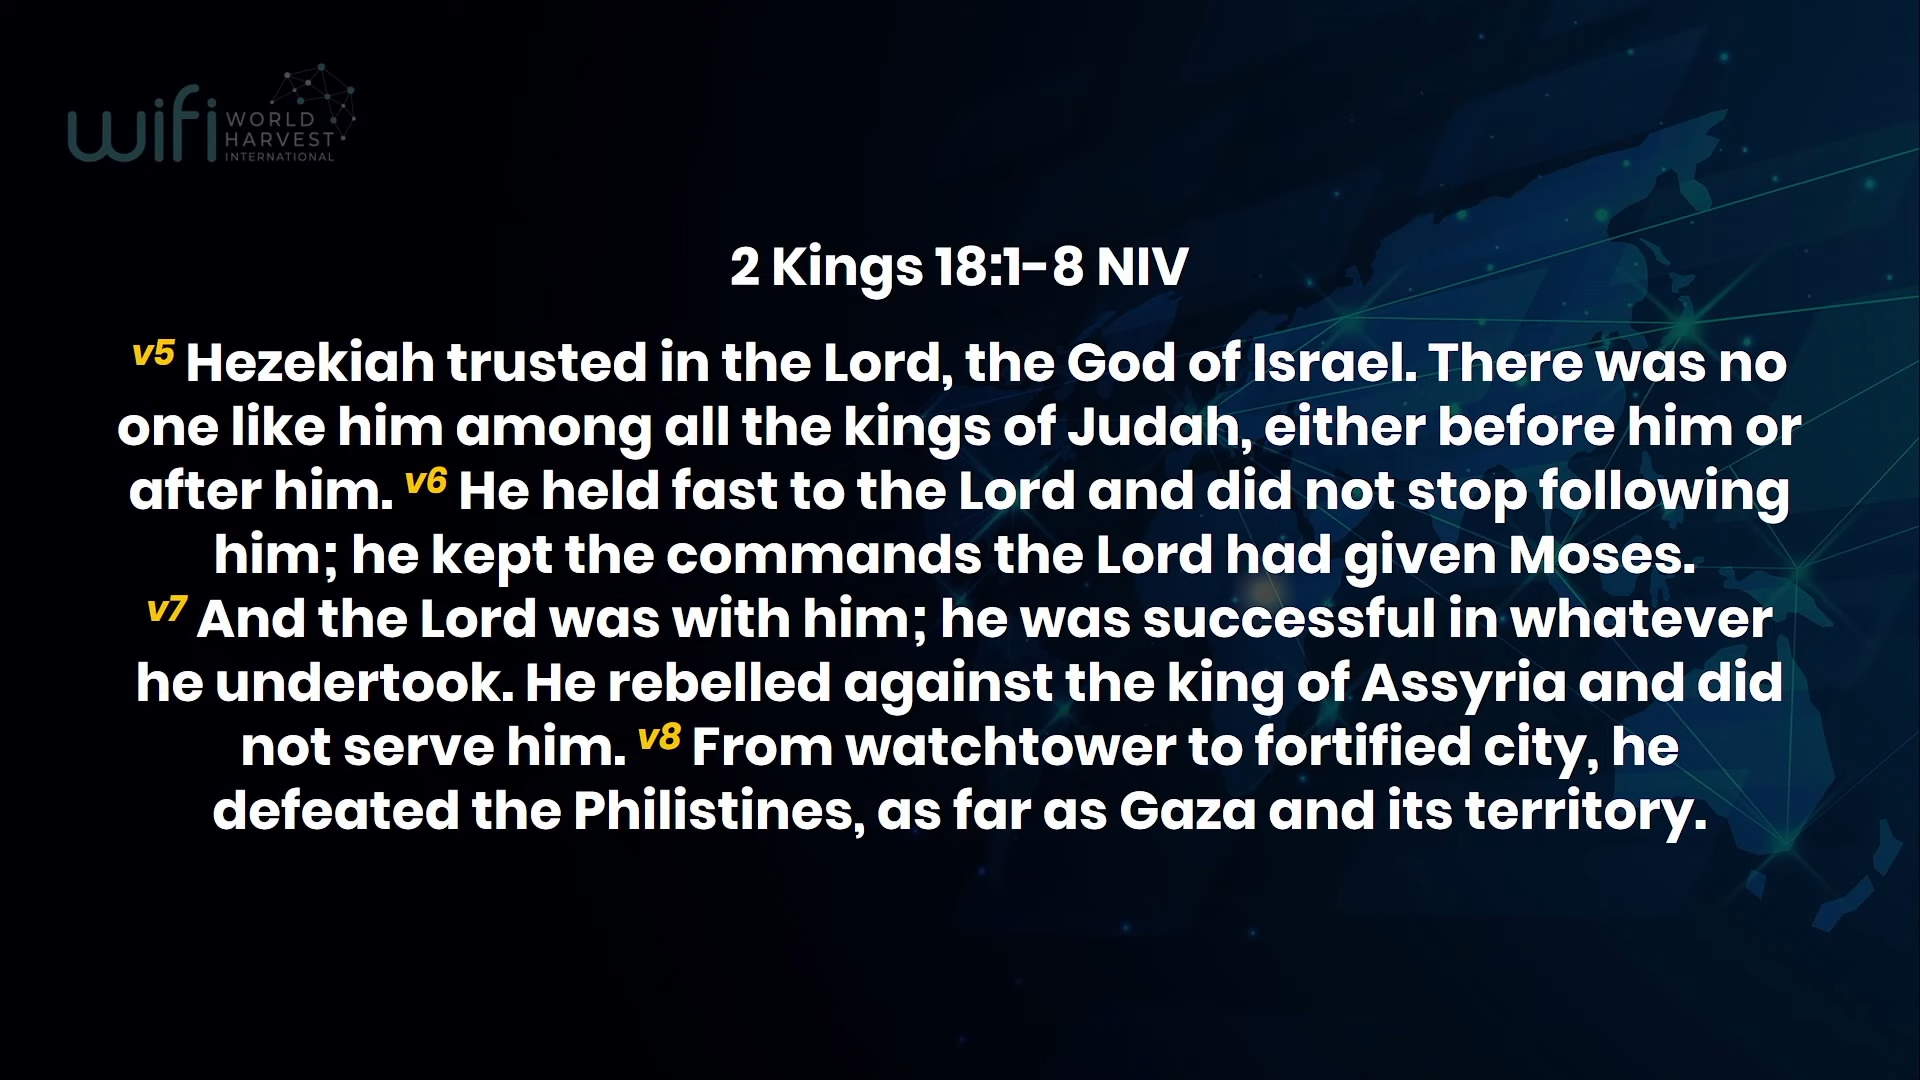 wifi WORLD
HARVEST
INTERNATIONAL
2 Kings 18:1-8 NIV
v5 Hezekiah trusted in the Lord, the God of Israel. There was no
one like him among all the kings of Judah, either before him or
after him. v6 He held fast to the Lord and did not stop following
him; he kept the commands the Lord had given Moses.
v7 And the Lord was with him; he was successful in whatever
he undertook. He rebelled against the king of Assyria and did
not serve him. v8 From watchtower to fortified city, he
defeated the Philistines, as far as Gaza and its territory.